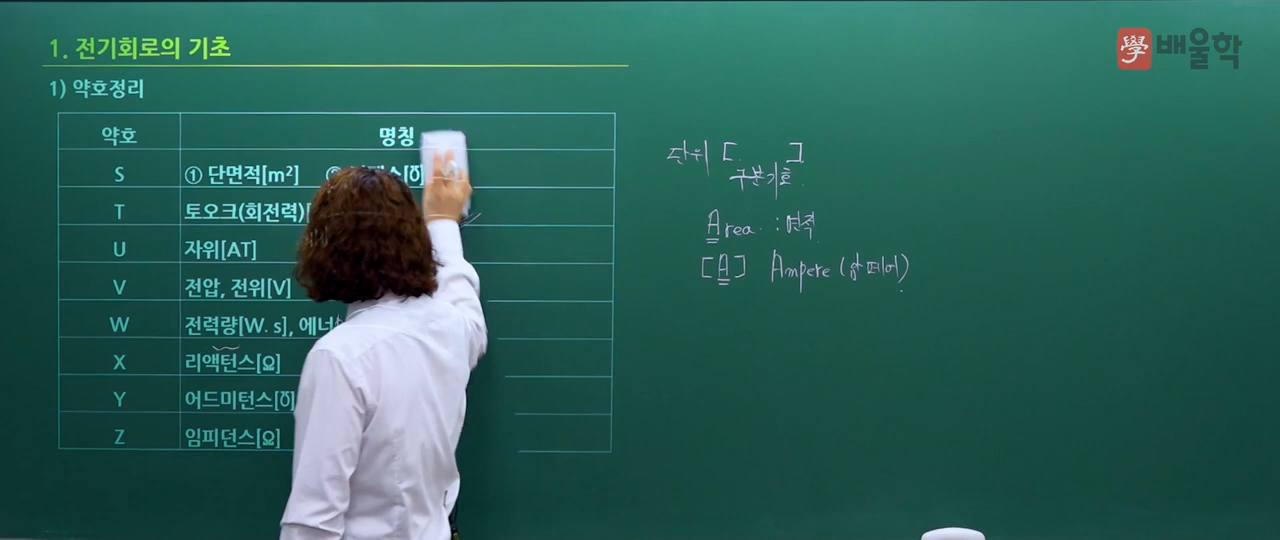 1. 전기회로의 기초
學 배울학
1) 약호정리
약호 명칭
S ① 단면적[m²] ② [℧]
T 토오크(회전력)[
U 자위[AT]
V 전압, 전위[V]
W 전력량[W. s], 에너
X 리액턴스[Ω]
Y 어드미턴스[℧]
Z 임피던스[Ω]
단위 [ ]
구분기호
Area : 면적
[A] Ampere (암페어)